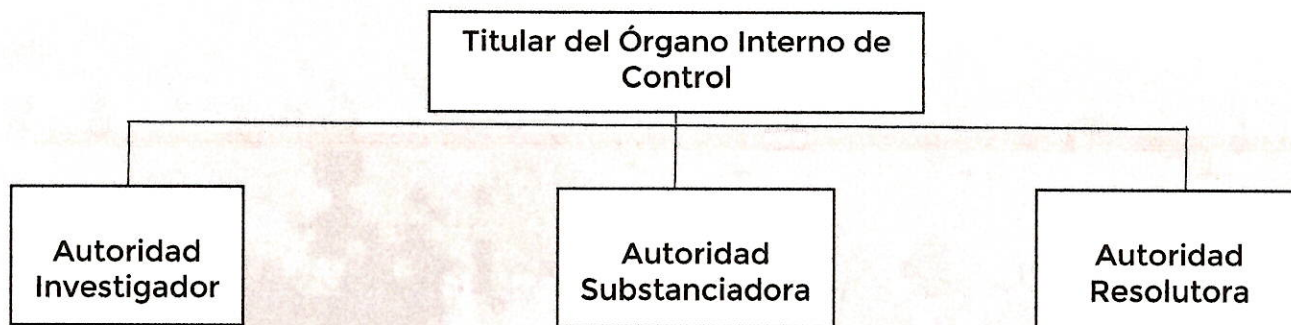 Titular del Órgano Interno de
Control
Autoridad
Investigador
Autoridad
Substanciadora
Autoridad
Resolutora